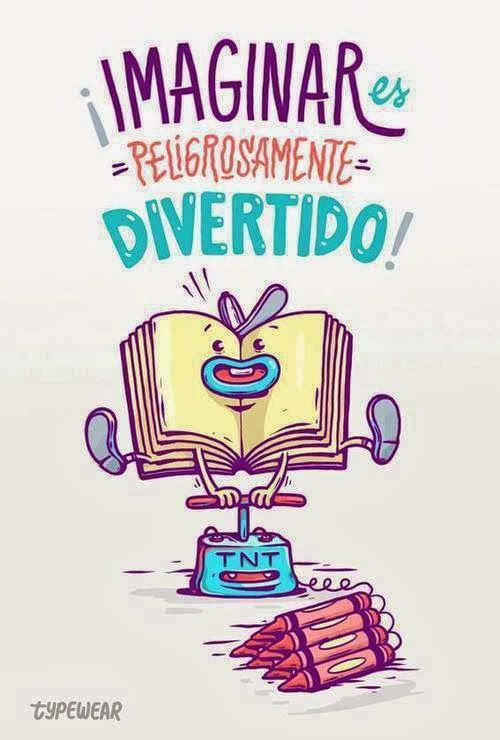 ¡IMAGINAR es
=PELiGROSAMENTE=
DIVERTIDO!
TNT
tYPEWEAR